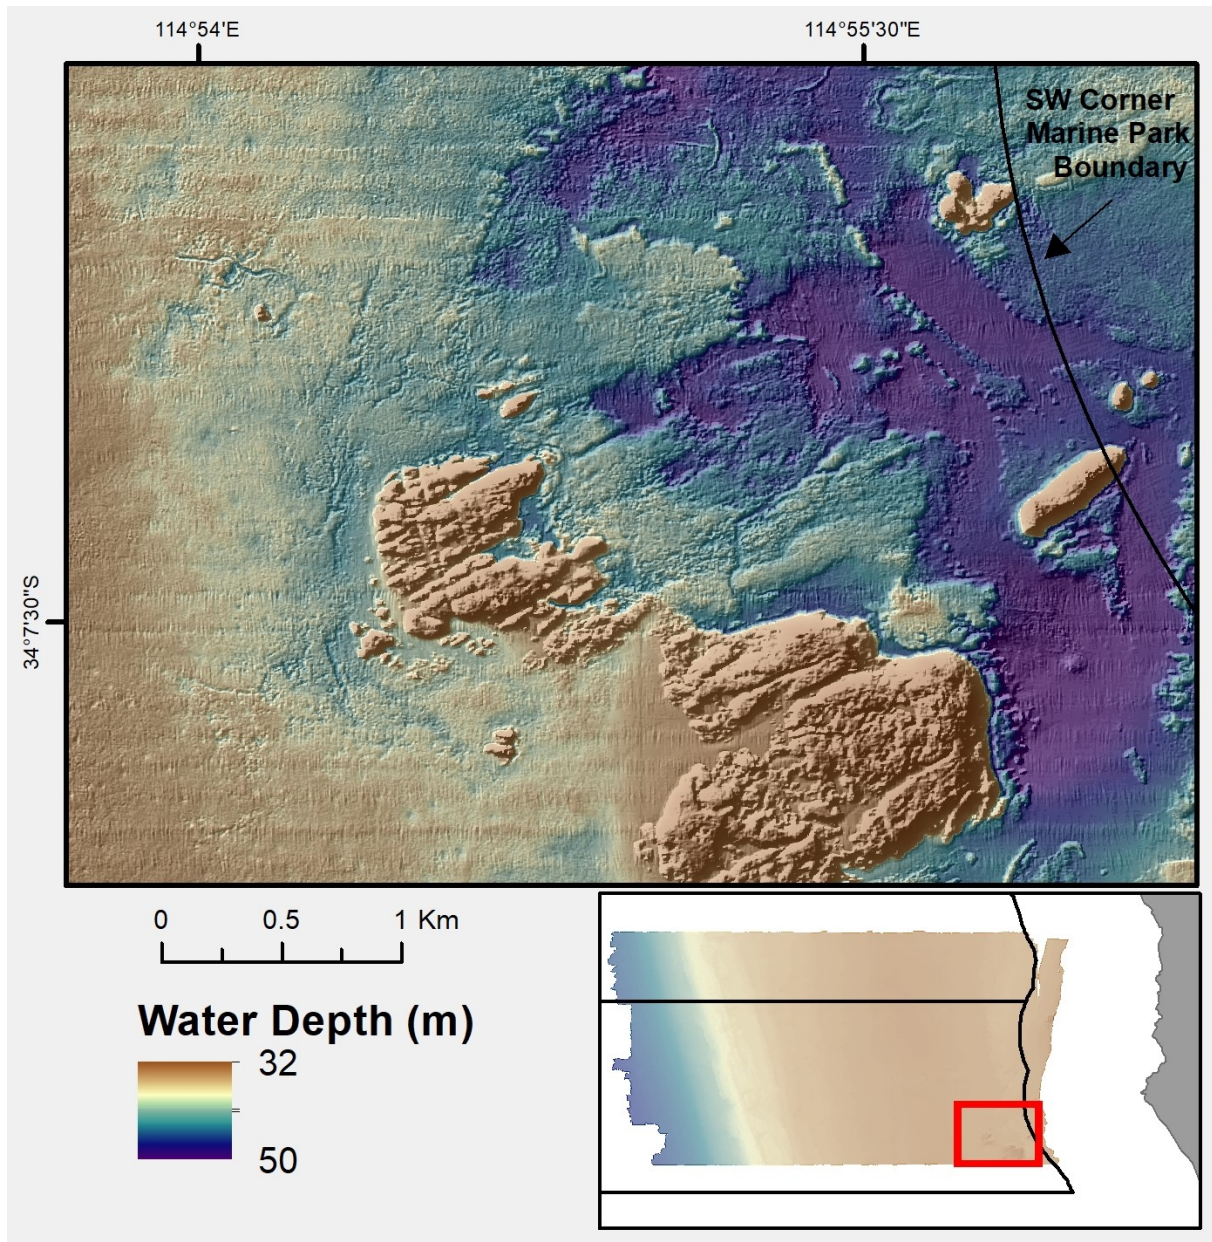 114°54'E
114°55'30"E
SW Corner
Marine Park
Boundary
34°7'30"S
0 0.5 1 Km
Water Depth (m)
32
50